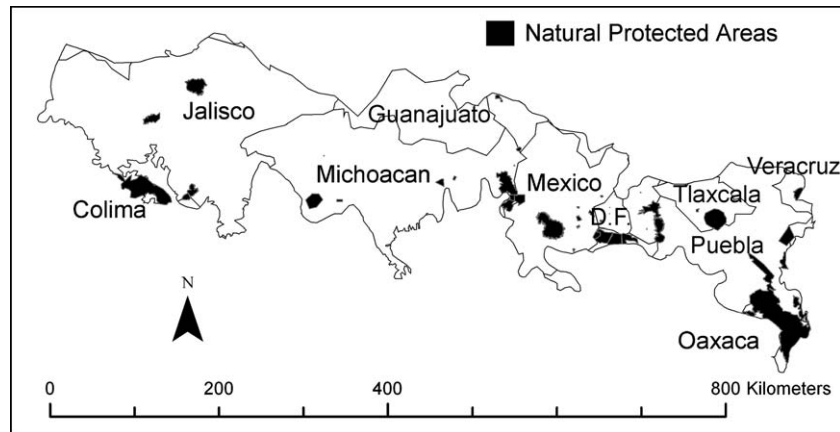 Natural Protected Areas
Jalisco
Guanajuato
Michoacan
Mexico
Veracruz
Tlaxcala
D.F.
Colima
Puebla
N
Oaxaca
0 200 400 800 Kilometers